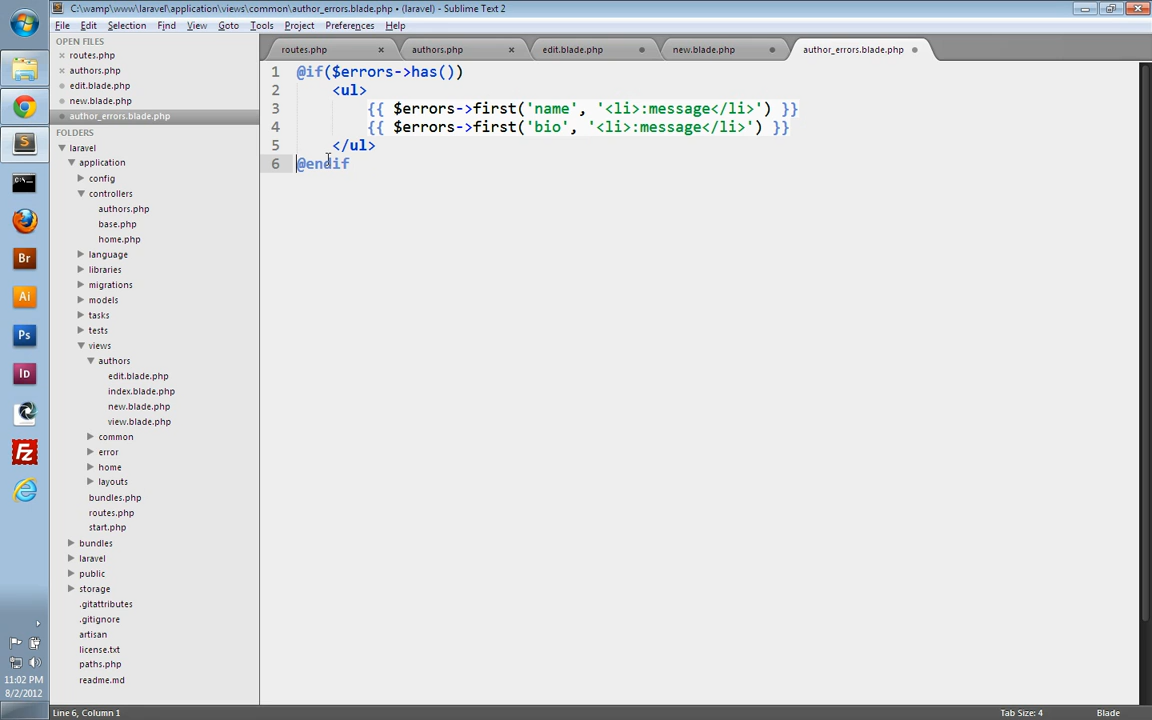 C:\wamp\www\laravel\application\views\common\author_errors.blade.php • (laravel) - Sublime Text 2
File Edit Selection Find View Goto Tools Project Preferences Help
OPEN FILES
routes.php
authors.php
edit.blade.php
new.blade.php
author_errors.blade.php
FOLDERS
laravel
application
config
controllers
authors.php
base.php
home.php
language
libraries
migrations
models
tasks
tests
views
authors
edit.blade.php
index.blade.php
new.blade.php
view.blade.php
common
error
home
layouts
bundles.php
routes.php
start.php
bundles
laravel
public
storage
.gitattributes
.gitignore
artisan
license.txt
paths.php
readme.md
routes.php authors.php edit.blade.php new.blade.php author_errors.blade.php
1 @if($errors->has())
2 <ul>
3 {{ $errors->first('name', '<li>:message</li>') }}
4 {{ $errors->first('bio', '<li>:message</li>') }}
5 </ul>
6 @endif
Br
Ai
Ps
Id
Fz
11:02 PM
8/2/2012
Line 6, Column 1 Tab Size: 4 Blade